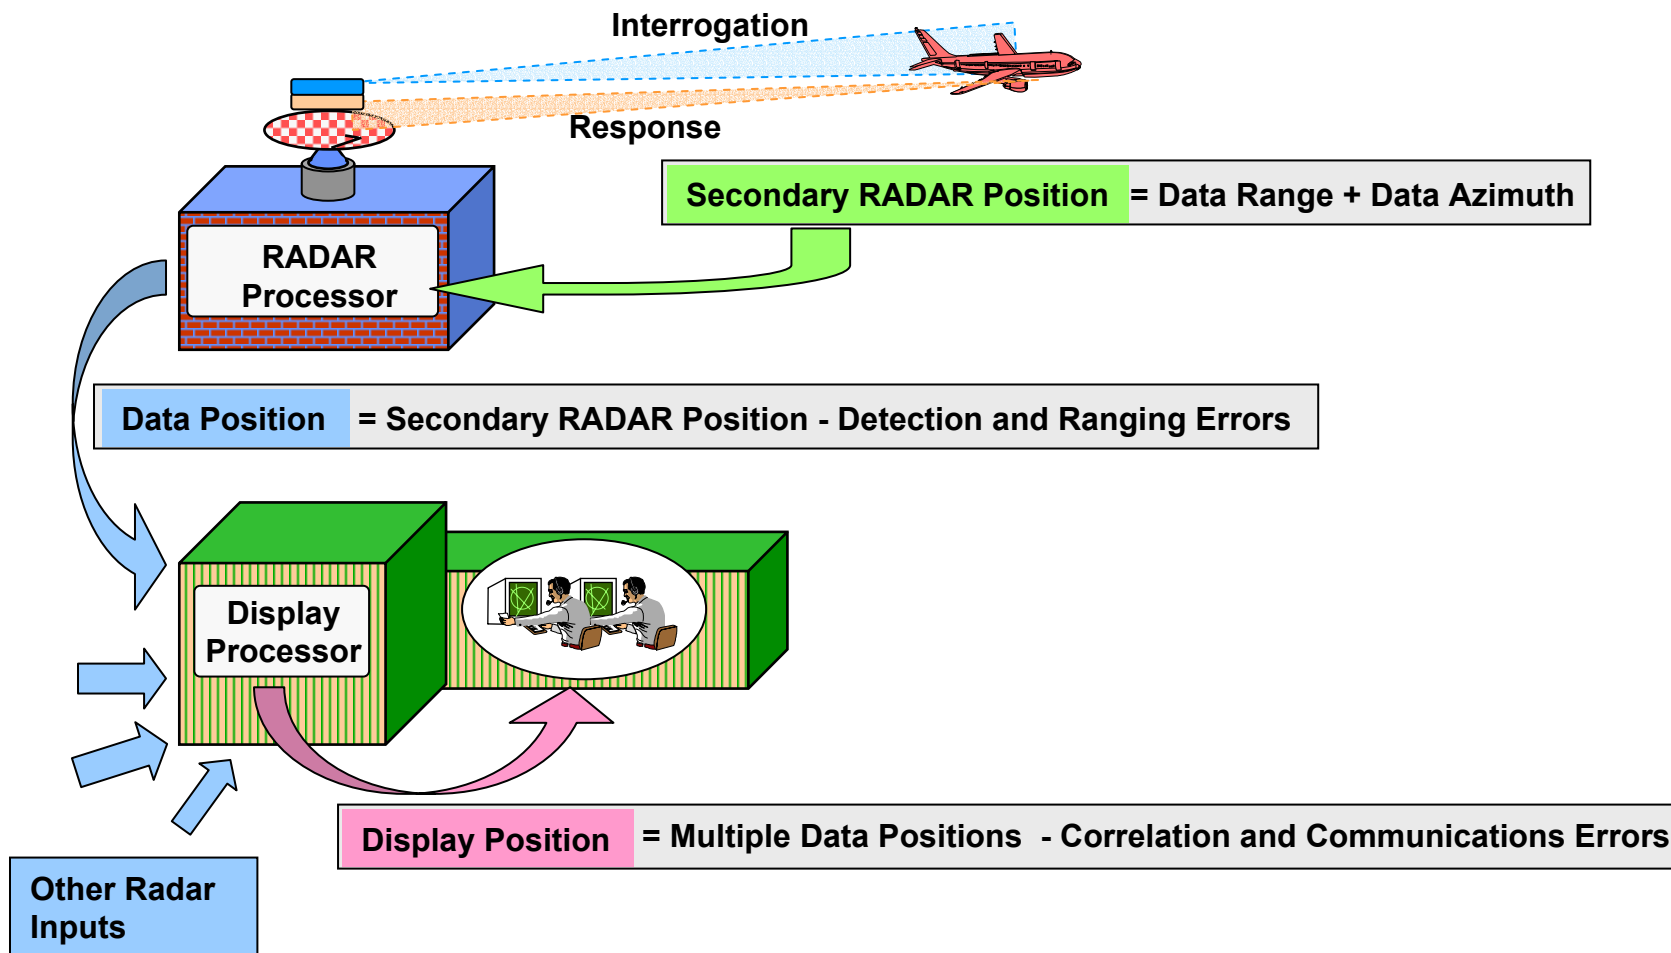 Interrogation
Response
Secondary RADAR Position = Data Range + Data Azimuth
RADAR
Processor
Data Position = Secondary RADAR Position - Detection and Ranging Errors
Display
Processor
Display Position = Multiple Data Positions - Correlation and Communications Errors
Other Radar
Inputs